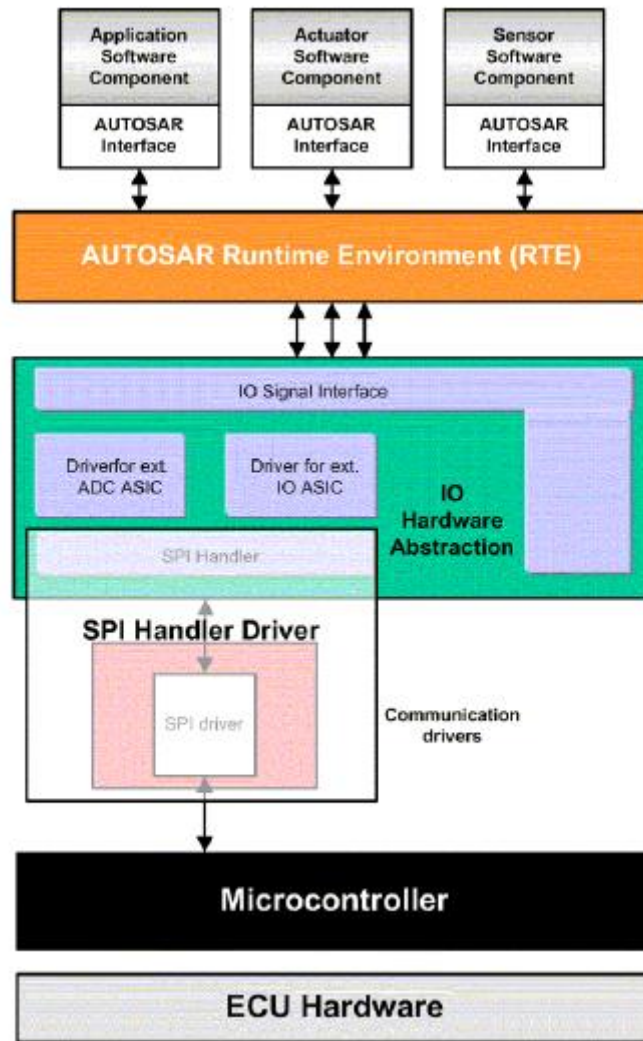 Application
Software
Component
AUTOSAR
Interface
Actuator
Software
Component
AUTOSAR
Interface
Sensor
Software
Component
AUTOSAR
Interface
AUTOSAR Runtime Environment (RTE)
IO Signal Interface
Driverfor ext.
ADC ASIC
Driver for ext.
IO ASIC
IO
Hardware
Abstraction
SPI Handler
SPI Handler Driver
SPI driver
Communication
drivers
Microcontroller
ECU Hardware